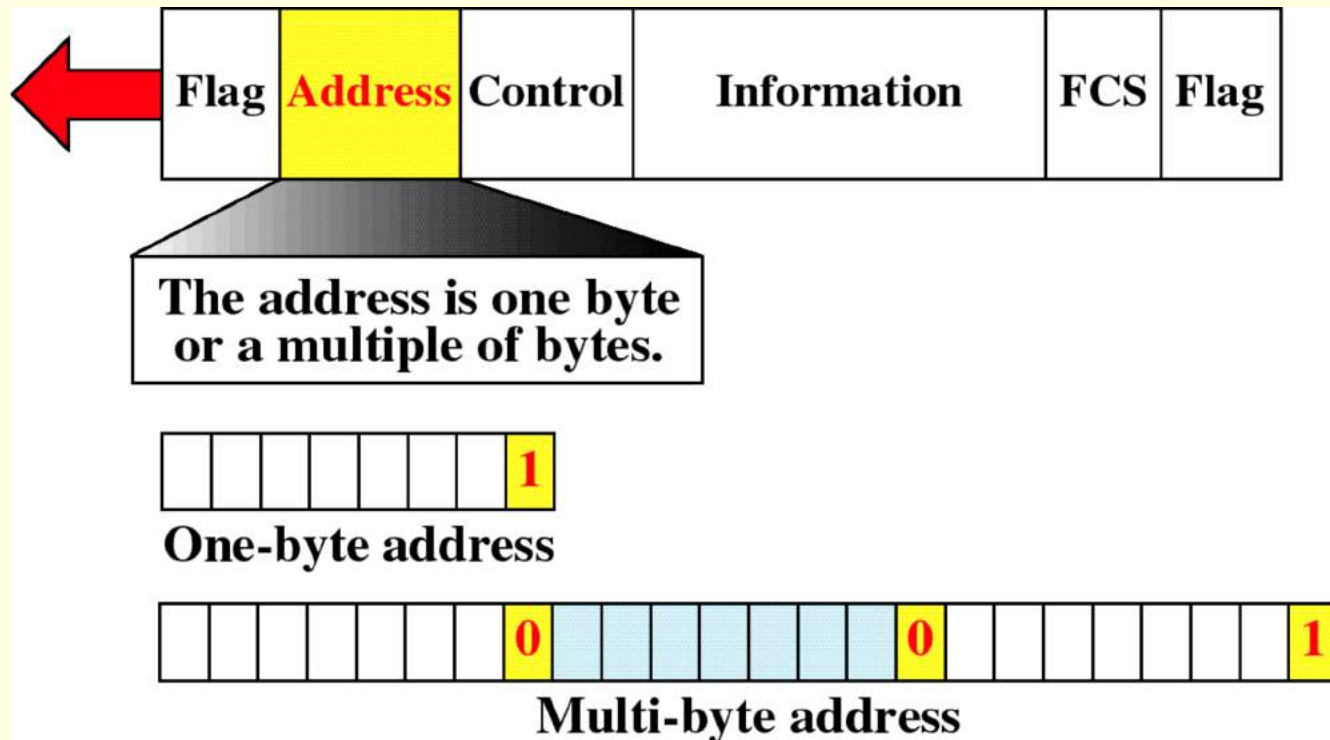 Flag Address Control Information FCS Flag
The address is one byte
or a multiple of bytes.
1
One-byte address
0 0 1
Multi-byte address